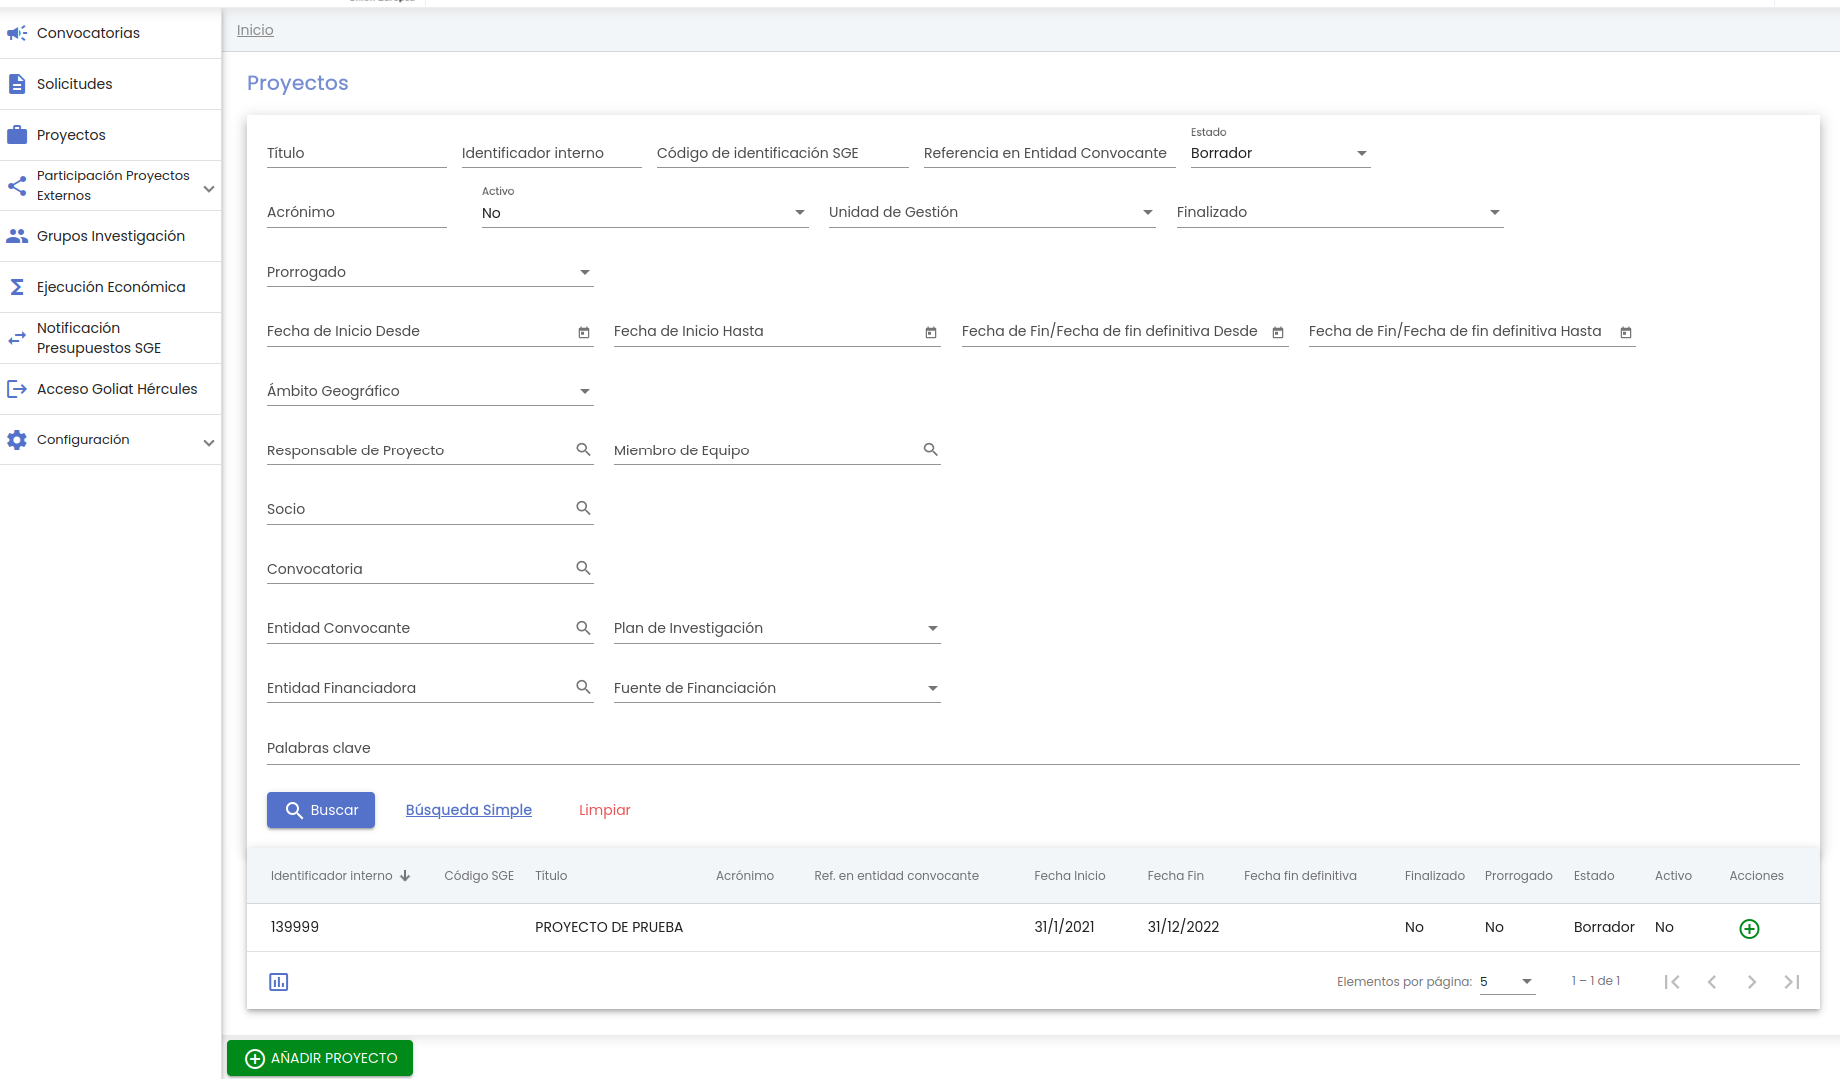 Inicio
Convocatorias
Solicitudes
Proyectos
Participación Proyectos
Externos
Grupos Investigación
Ejecución Económica
Notificación
Presupuestos SGE
Acceso Goliat Hércules
Configuración
Proyectos
Título
Identificador interno
Código de identificación SGE
Referencia en Entidad Convocante
Estado
Borrador
Acrónimo
Activo
No
Unidad de Gestión
Finalizado
Prorrogado
Fecha de Inicio Desde
Fecha de Inicio Hasta
Fecha de Fin/Fecha de fin definitiva Desde
Fecha de Fin/Fecha de fin definitiva Hasta
Ámbito Geográfico
Responsable de Proyecto
Miembro de Equipo
Socio
Convocatoria
Entidad Convocante
Plan de Investigación
Entidad Financiadora
Fuente de Financiación
Palabras clave
Buscar
Búsqueda Simple
Limpiar
Identificador interno Código SGE Título Acrónimo Ref. en entidad convocante Fecha Inicio Fecha Fin Fecha fin definitiva Finalizado Prorrogado Estado Activo Acciones
139999 PROYECTO DE PRUEBA 31/1/2021 31/12/2022 No No Borrador No
Elementos por página: 5 1 – 1 de 1
AÑADIR PROYECTO